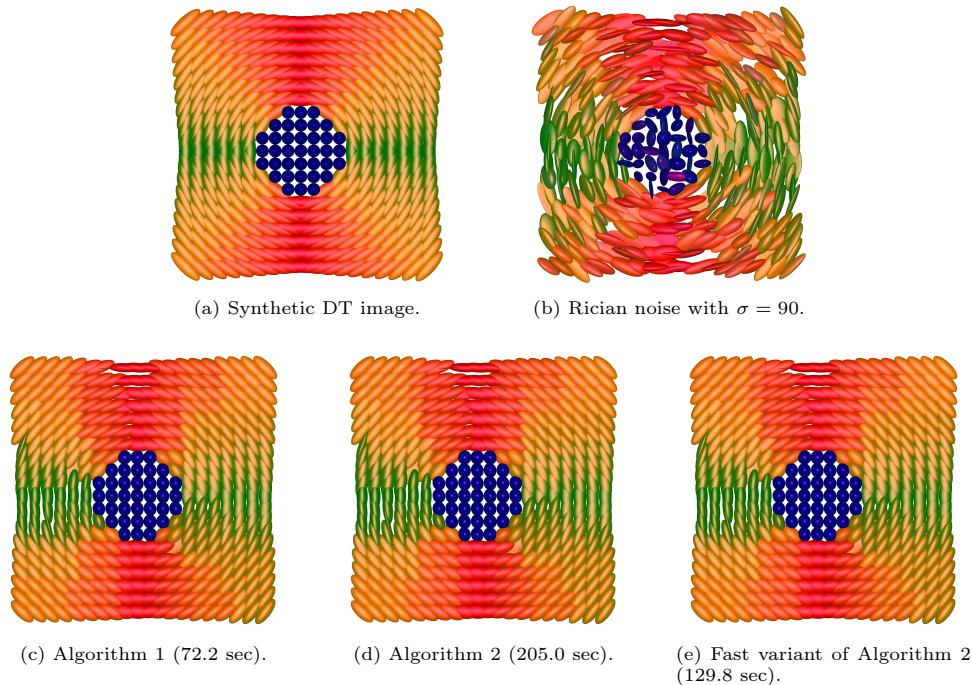 (a) Synthetic DT image.
(b) Rician noise with σ = 90.
(c) Algorithm 1 (72.2 sec).
(d) Algorithm 2 (205.0 sec).
(e) Fast variant of Algorithm 2
(129.8 sec).